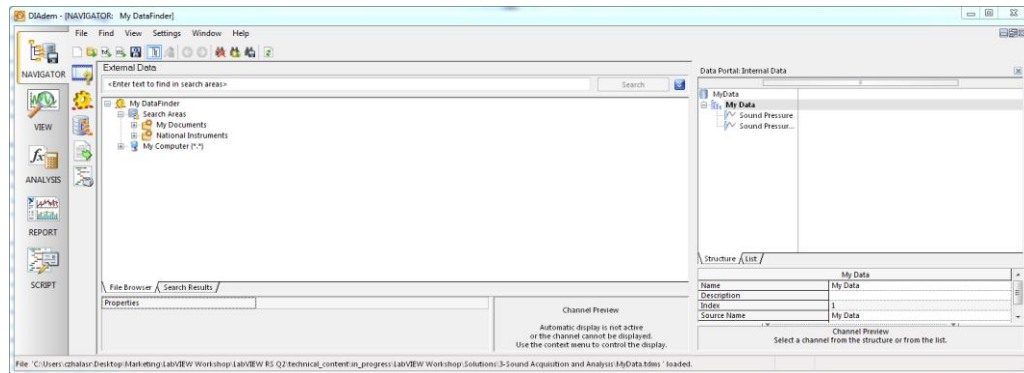 DIAdem - [NAVIGATOR: My DataFinder]
File Find View Settings Window Help
NAVIGATOR
VIEW
ANALYSIS
REPORT
SCRIPT
External Data
<Enter text to find in search areas>
Search
My DataFinder
Search Areas
My Documents
National Instruments
My Computer (*.*)
File Browser Search Results
Properties
Channel Preview
Automatic display is not active
or the channel cannot be displayed.
Use the context menu to control the display.
Data Portal: Internal Data
MyData
My Data
Sound Pressure
Sound Pressur...
Structure List
My Data
Name My Data
Description
Index 1
Source Name My Data
Channel Preview
Select a channel from the structure or from the list.
File 'C:\Users\czhalasr\Desktop\Marketing\LabVIEW Workshop\LabVIEW RS Q2\technical_content\in_progress\LabVIEW Workshop\Solutions\3-Sound Acquisition and Analysis\MyData.tdms ' loaded.